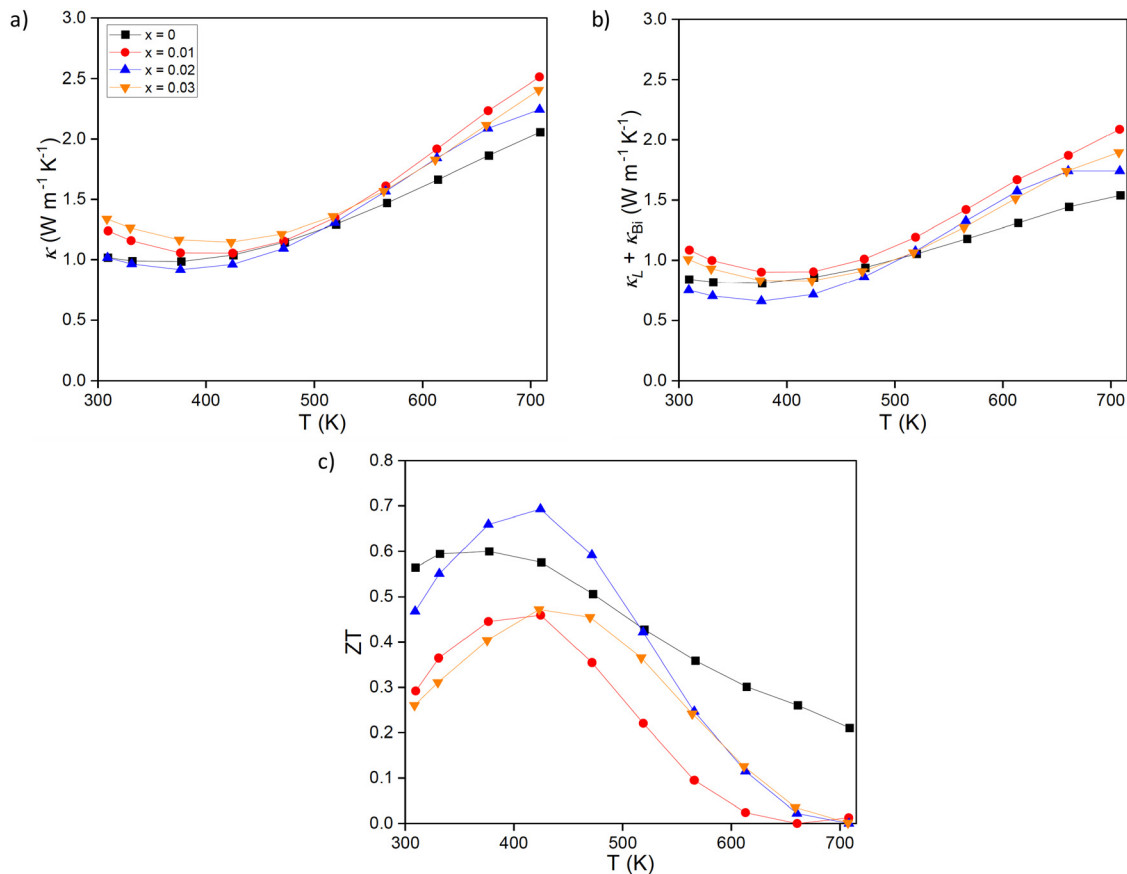 a)
κ (W m⁻¹ K⁻¹)
3.0
2.5
2.0
1.5
1.0
0.5
0.0
x = 0
x = 0.01
x = 0.02
x = 0.03
300 400 500 600 700
T (K)
b)
κL + κBi (W m⁻¹ K⁻¹)
3.0
2.5
2.0
1.5
1.0
0.5
0.0
300 400 500 600 700
T (K)
c)
ZT
0.8
0.7
0.6
0.5
0.4
0.3
0.2
0.1
0.0
300 400 500 600 700
T (K)